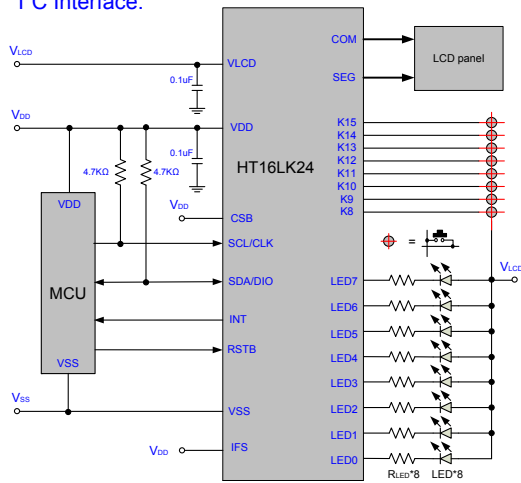 I²C Interface:
COM
LCD panel
SEG
VLCD
VLCD
0.1uF
K15
K14
K13
K12
K11
K10
K9
K8
VDD
VDD
0.1uF
HT16LK24
4.7KΩ
4.7KΩ
VDD
VDD
CSB
SCL/CLK
=
MCU
SDA/DIO
LED7
VLCD
LED6
INT
LED5
RSTB
LED4
VSS
LED3
VSS
VSS
LED2
LED1
VDD
IFS
LED0
RLED*8
LED*8